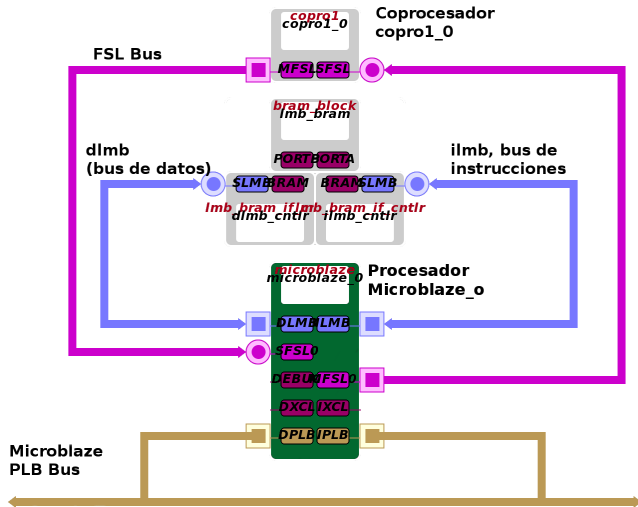 copro1
copro1_0
Coprocesador
copro1_0
FSL Bus
MFSL SFSL
bram_block
lmb_bram
PORTB PORTA
dlmb
(bus de datos)
ilmb, bus de
instrucciones
SLMB BRAM
BRAM SLMB
lmb_bram_if_cntlr
lmb_bram_if_cntlr
dlmb_cntlr
ilmb_cntlr
microblaze
microblaze_0
Procesador
Microblaze_o
DLMB ILMB
SFSL0
DEBUG MFSL0
DXCL IXCL
DPLB IPLB
Microblaze
PLB Bus